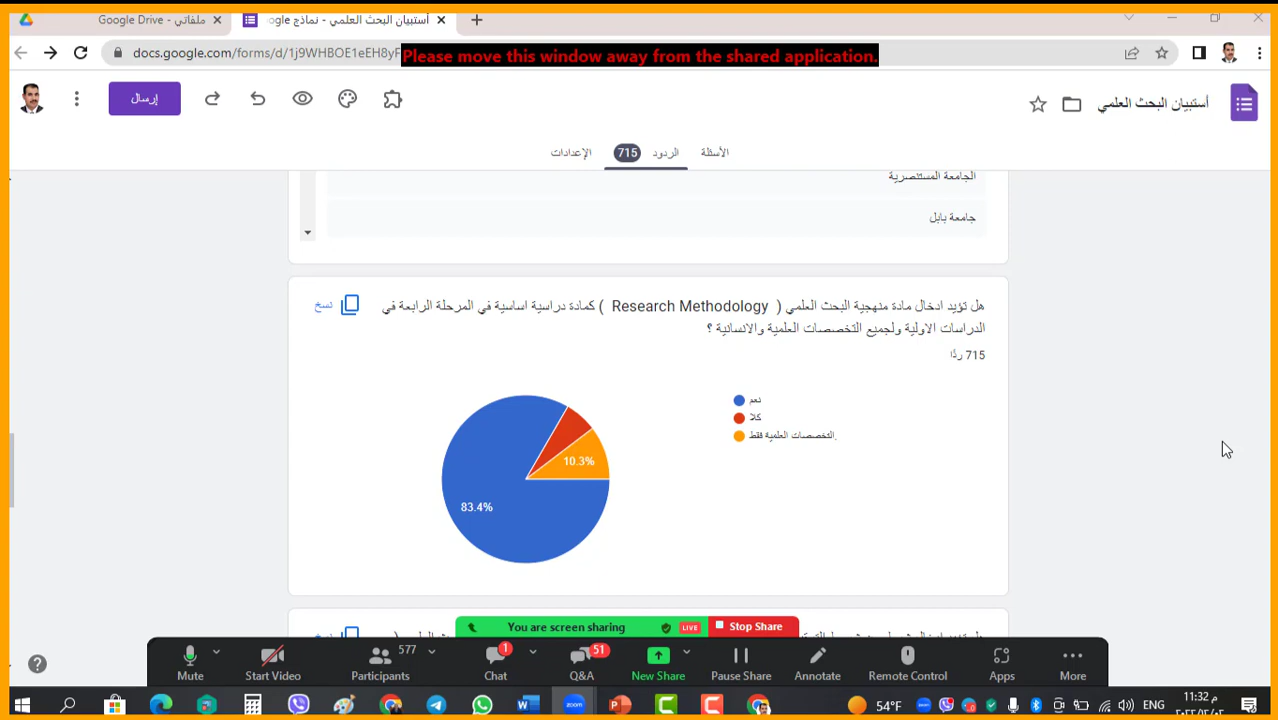 ملفاتي - Google Drive
أستبيان البحث العلمي - نماذج
docs.google.com/forms/d/1j9WHBOE1eEH8yF
Please move this window away from the shared application.
أستبيان البحث العلمي
إرسال
الأسئلة
الردود 715
الإعدادات
الجامعة المستنصرية
جامعة بابل
هل تؤيد ادخال مادة منهجية البحث العلمي ( Research Methodology ) كمادة دراسية اساسية في المرحلة الرابعة في
الدراسات الاولية ولجميع التخصصات العلمية والانسانية ؟
نسخ
715 ردًا
نعم
كلا
التخصصات العلمية فقط.
10.3%
83.4%
You are screen sharing
LIVE
Stop Share
577
1
51
Mute
Start Video
Participants
Chat
Q&A
New Share
Pause Share
Annotate
Remote Control
Apps
More
zoom
54°F
ENG
11:32 م